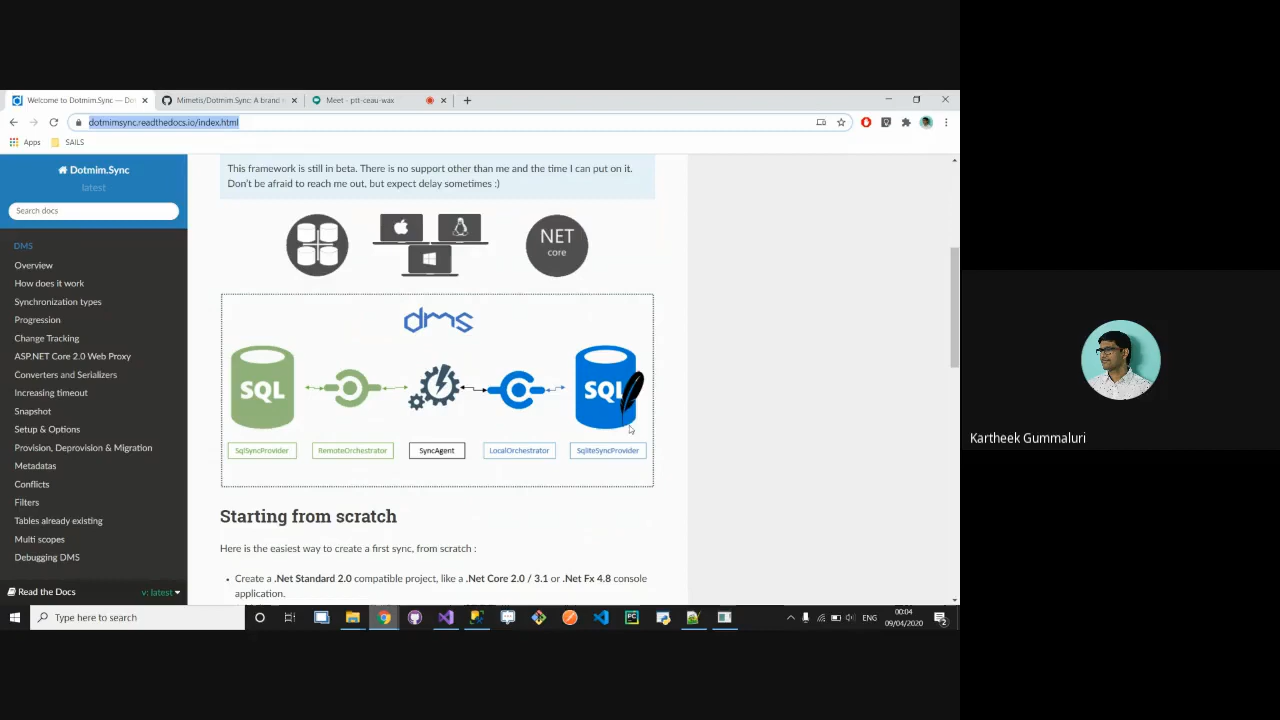 Welcome to Dotmim.Sync — Dot
Mimetis/Dotmim.Sync: A brand
Meet - ptt-ceau-wax
dotmimsync.readthedocs.io/index.html
Apps
SAILS
Dotmim.Sync
latest
Search docs
DMS
Overview
How does it work
Synchronization types
Progression
Change Tracking
ASP.NET Core 2.0 Web Proxy
Converters and Serializers
Increasing timeout
Snapshot
Setup & Options
Provision, Deprovision & Migration
Metadatas
Conflicts
Filters
Tables already existing
Multi scopes
Debugging DMS
Read the Docs
v: latest
This framework is still in beta. There is no support other than me and the time I can put on it.
Don't be afraid to reach me out, but expect delay sometimes :)
NET
core
dms
SQL
SQL
SqlSyncProvider
RemoteOrchestrator
SyncAgent
LocalOrchestrator
SqliteSyncProvider
Starting from scratch
Here is the easiest way to create a first sync, from scratch :
• Create a .Net Standard 2.0 compatible project, like a .Net Core 2.0 / 3.1 or .Net Fx 4.8 console
application.
Kartheek Gummaluri
Type here to search
PC
ENG
00:04
09/04/2020
2